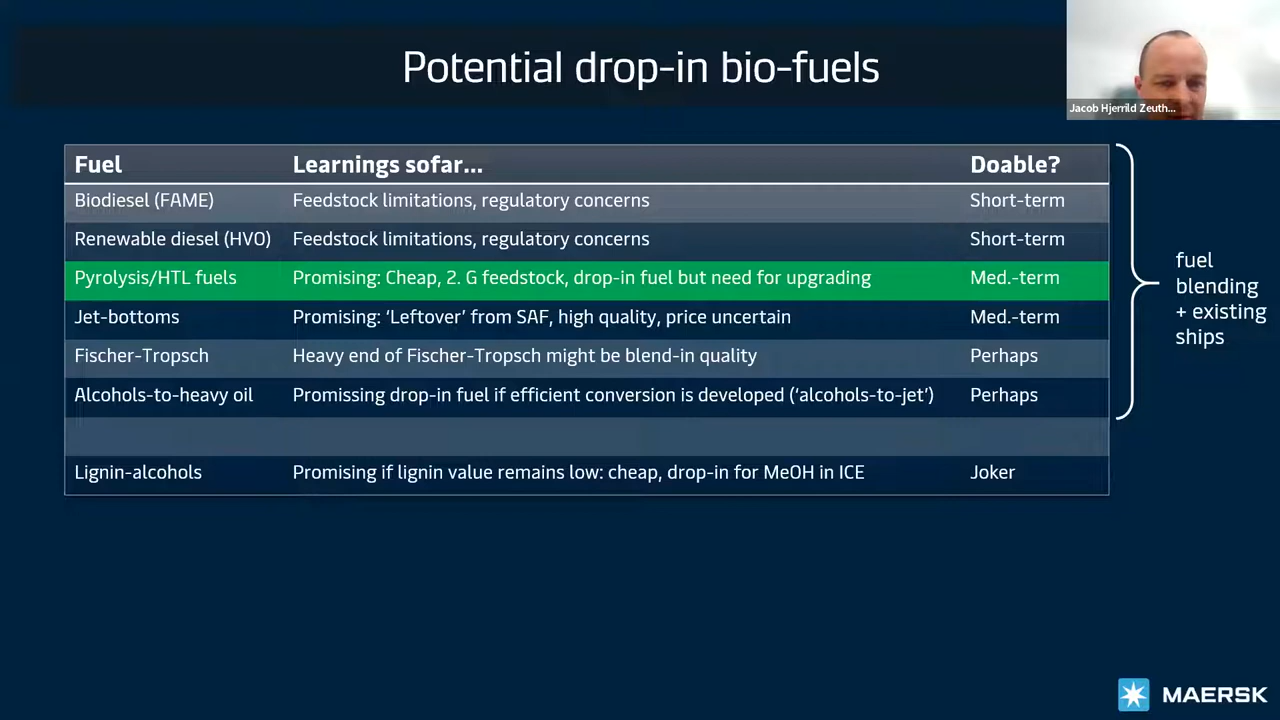 Potential drop-in bio-fuels
Jacob Hjerrild Zeuth...
Fuel Learnings sofar... Doable?
Biodiesel (FAME) Feedstock limitations, regulatory concerns Short-term
Renewable diesel (HVO) Feedstock limitations, regulatory concerns Short-term
Pyrolysis/HTL fuels Promising: Cheap, 2. G feedstock, drop-in fuel but need for upgrading Med.-term
Jet-bottoms Promising: ‘Leftover’ from SAF, high quality, price uncertain Med.-term
Fischer-Tropsch Heavy end of Fischer-Tropsch might be blend-in quality Perhaps
Alcohols-to-heavy oil Promissing drop-in fuel if efficient conversion is developed (‘alcohols-to-jet’) Perhaps
Lignin-alcohols Promising if lignin value remains low: cheap, drop-in for MeOH in ICE Joker
fuel
blending
+ existing
ships
MAERSK